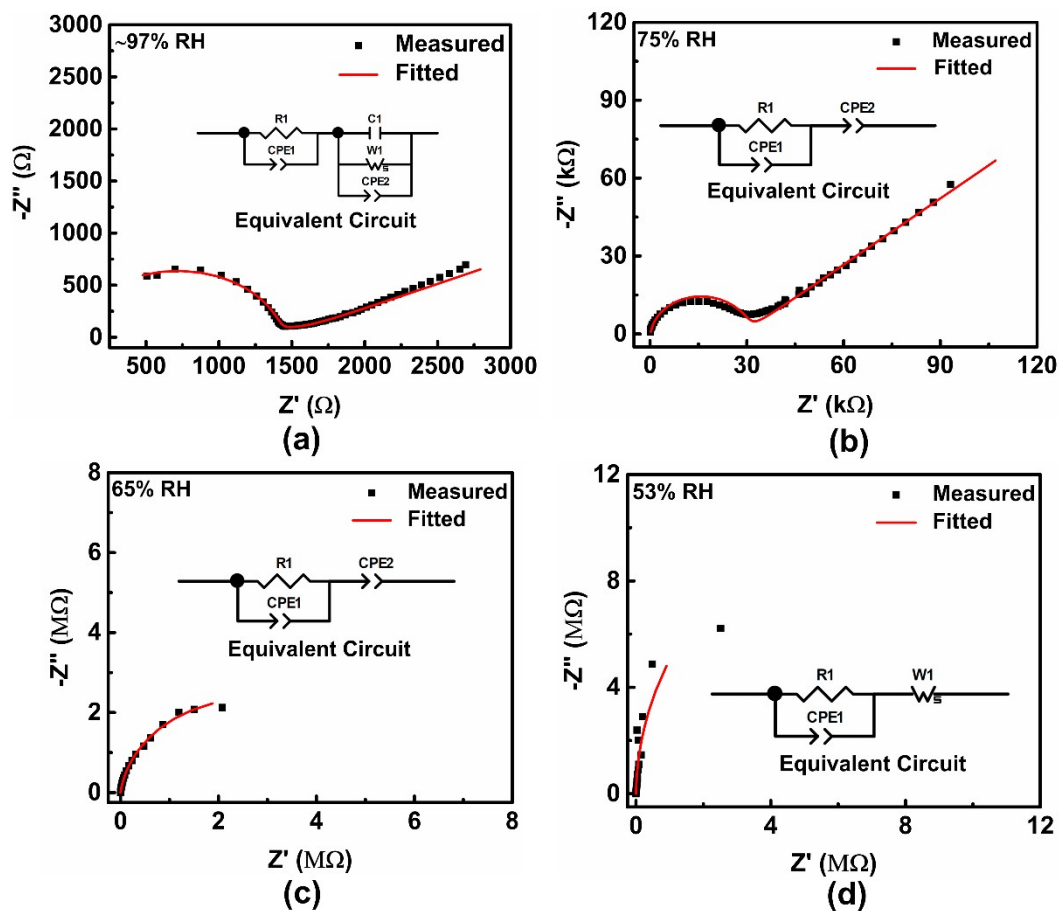 ~97% RH
Measured
Fitted
R1
CPE1
C1
W1
s
CPE2
Equivalent Circuit
3000
2500
2000
1500
1000
500
0
-Z'' (Ω)
500 1000 1500 2000 2500 3000
Z' (Ω)
(a)
75% RH
Measured
Fitted
R1
CPE2
CPE1
Equivalent Circuit
120
90
60
30
0
-Z'' (kΩ)
0 30 60 90 120
Z' (kΩ)
(b)
65% RH
Measured
Fitted
R1
CPE2
CPE1
Equivalent Circuit
8
6
4
2
0
-Z'' (MΩ)
0 2 4 6 8
Z' (MΩ)
(c)
53% RH
Measured
Fitted
R1
W1
s
CPE1
Equivalent Circuit
12
8
4
0
-Z'' (MΩ)
0 4 8 12
Z' (MΩ)
(d)